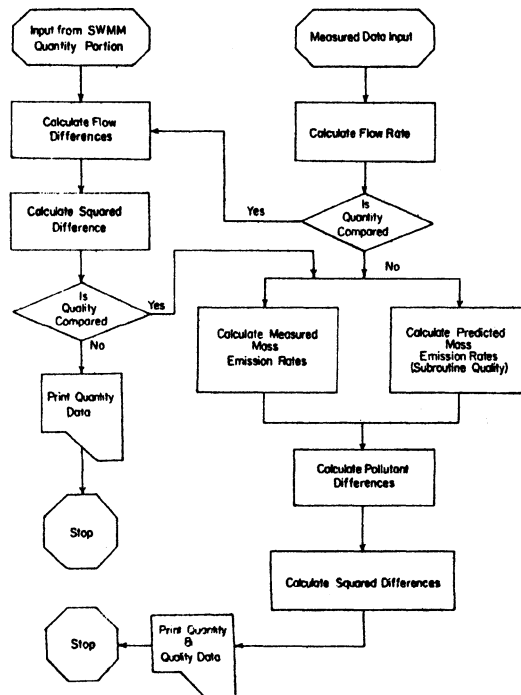 Input from SWMM
Quantity Portion
Measured Data Input
Calculate Flow
Differences
Calculate Flow Rate
Calculate Squared
Difference
Yes
Is
Quantity
Compared
No
Is
Quality
Compared
Yes
No
Calculate Measured
Mass
Emission Rates
Calculate Predicted
Mass
Emission Rates
(Subroutine Quality)
Print Quantity
Data
Calculate Pollutant
Differences
Stop
Calculate Squared Differences
Stop
Print Quantity
&
Quality Data